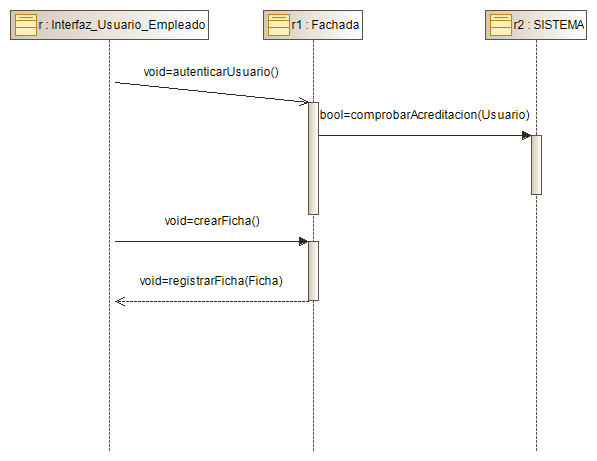 r : Interfaz_Usuario_Empleado
r1 : Fachada
r2 : SISTEMA
void=autenticarUsuario()
bool=comprobarAcreditacion(Usuario)
void=crearFicha()
void=registrarFicha(Ficha)